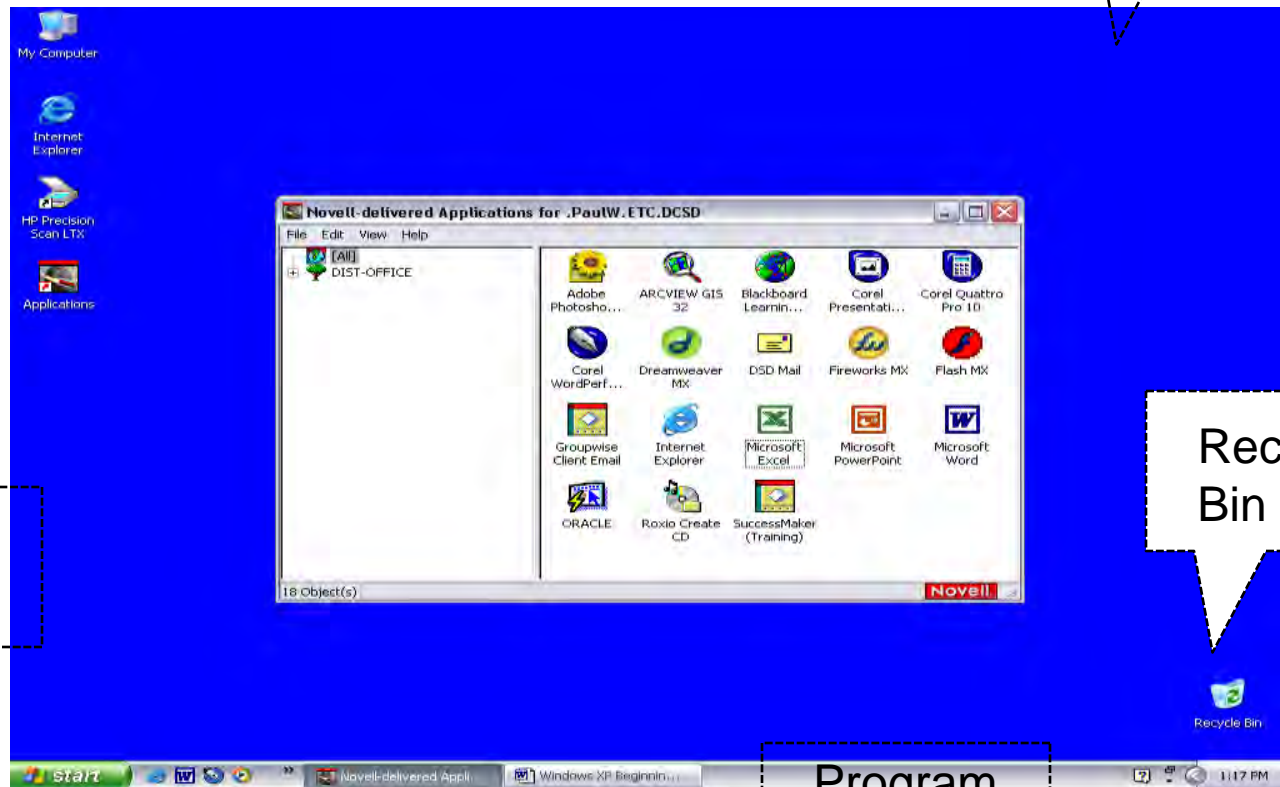 My Computer
Internet
Explorer
HP Precision
Scan LTX
Applications
Novell-delivered Applications for .PaulW.ETC.DCSD
File Edit View Help
[All]
DIST-OFFICE
Adobe
Photosho...
ARCVIEW GIS
32
Blackboard
Learnin...
Corel
Presentati...
Corel Quattro
Pro 10
Corel
WordPerf...
Dreamweaver
MX
DSD Mail
Fireworks MX
Flash MX
Groupwise
Client Email
Internet
Explorer
Microsoft
Excel
Microsoft
PowerPoint
Microsoft
Word
ORACLE
Roxio Create
CD
SuccessMaker
(Training)
18 Object(s)
Novell.
Rec
Bin
Recycle Bin
Program
start
Novell-delivered Appli...
Windows XP Beginnin...
1:17 PM